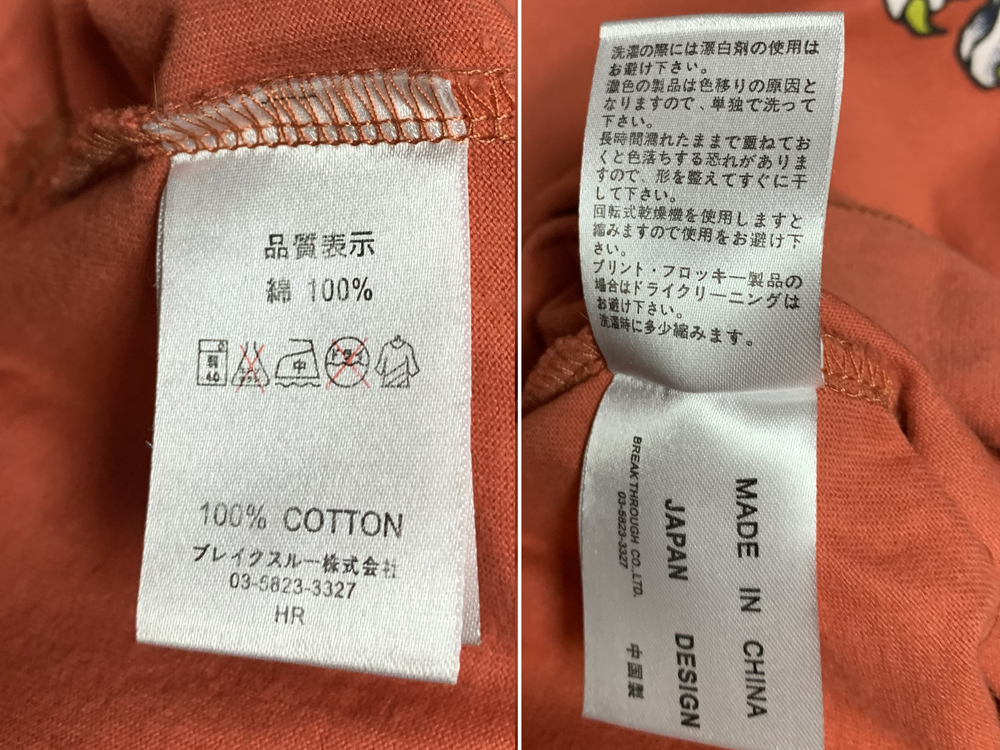 品質表示
綿 100%
弱
40
中
ドライ
100% COTTON
ブレイクスルー株式会社
03-5823-3327
HR
洗濯の際には漂白剤の使用は
お避け下さい。
濃色の製品は色移りの原因と
なりますので、単独で洗って
下さい。
長時間濡れたままで重ねてお
くと色落ちする恐れがありま
すので、形を整えてすぐに干
して下さい。
回転式乾燥機を使用しますと
縮みますので使用をお避け下
さい。
プリント・フロッキー製品の
場合はドライクリーニングは
お避け下さい。
洗濯時に多少縮みます。
MADE IN CHINA
JAPAN DESIGN
BREAK THROUGH CO.,LTD.
03-5823-3327
中国製